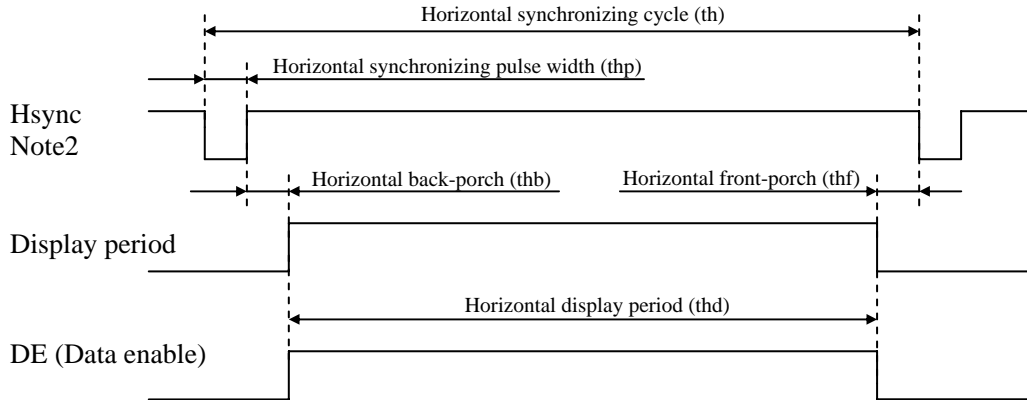 Horizontal synchronizing cycle (th)
Horizontal synchronizing pulse width (thp)
Hsync
Note2
Horizontal back-porch (thb)
Horizontal front-porch (thf)
Display period
Horizontal display period (thd)
DE (Data enable)